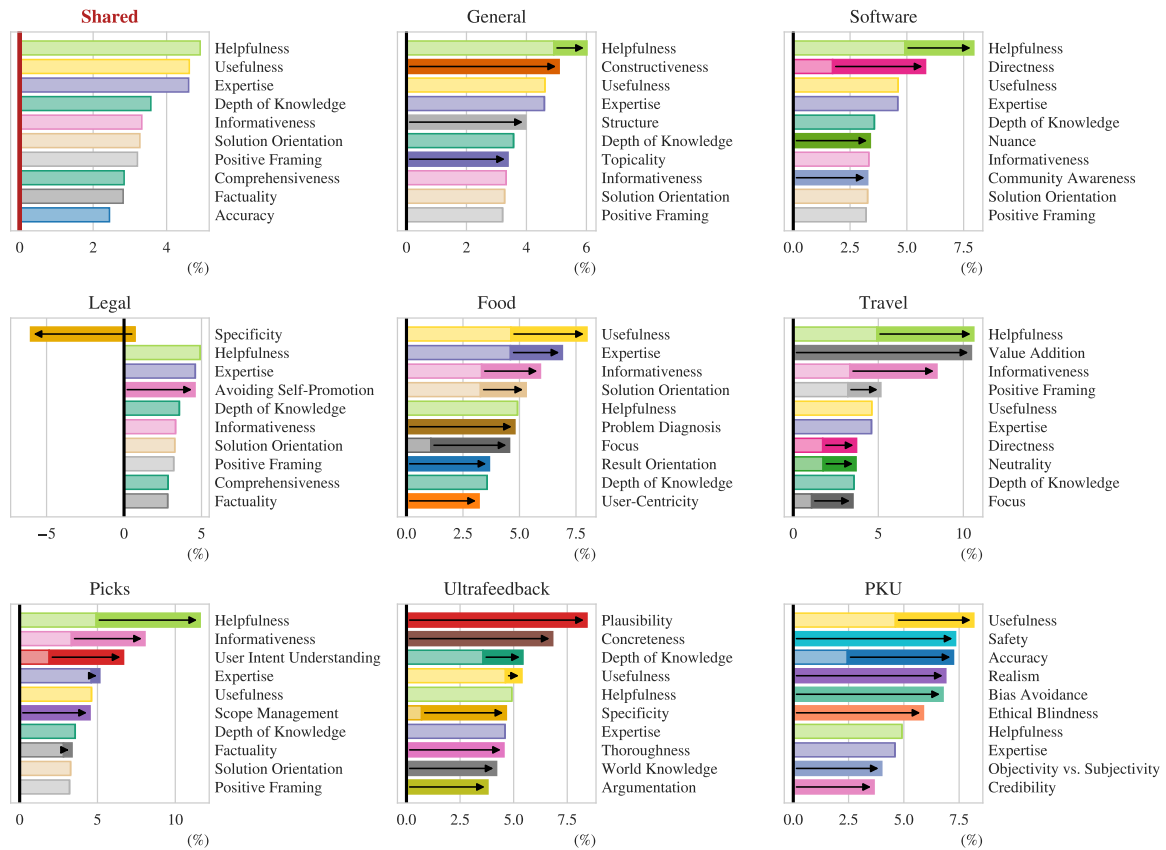 Shared
Helpfulness
Usefulness
Expertise
Depth of Knowledge
Informativeness
Solution Orientation
Positive Framing
Comprehensiveness
Factuality
Accuracy
0 2 4
(%)
General
Helpfulness
Constructiveness
Usefulness
Expertise
Structure
Depth of Knowledge
Topicality
Informativeness
Solution Orientation
Positive Framing
0 2 4 6
(%)
Software
Helpfulness
Directness
Usefulness
Expertise
Depth of Knowledge
Nuance
Informativeness
Community Awareness
Solution Orientation
Positive Framing
0.0 2.5 5.0 7.5
(%)
Legal
Specificity
Helpfulness
Expertise
Avoiding Self-Promotion
Depth of Knowledge
Informativeness
Solution Orientation
Positive Framing
Comprehensiveness
Factuality
−5 0 5
(%)
Food
Usefulness
Expertise
Informativeness
Solution Orientation
Helpfulness
Problem Diagnosis
Focus
Result Orientation
Depth of Knowledge
User-Centricity
0.0 2.5 5.0 7.5
(%)
Travel
Helpfulness
Value Addition
Informativeness
Positive Framing
Usefulness
Expertise
Directness
Neutrality
Depth of Knowledge
Focus
0 5 10
(%)
Picks
Helpfulness
Informativeness
User Intent Understanding
Expertise
Usefulness
Scope Management
Depth of Knowledge
Factuality
Solution Orientation
Positive Framing
0 5 10
(%)
Ultrafeedback
Plausibility
Concreteness
Depth of Knowledge
Usefulness
Helpfulness
Specificity
Expertise
Thoroughness
World Knowledge
Argumentation
0.0 2.5 5.0 7.5
(%)
PKU
Usefulness
Safety
Accuracy
Realism
Bias Avoidance
Ethical Blindness
Helpfulness
Expertise
Objectivity vs. Subjectivity
Credibility
0.0 2.5 5.0 7.5
(%)